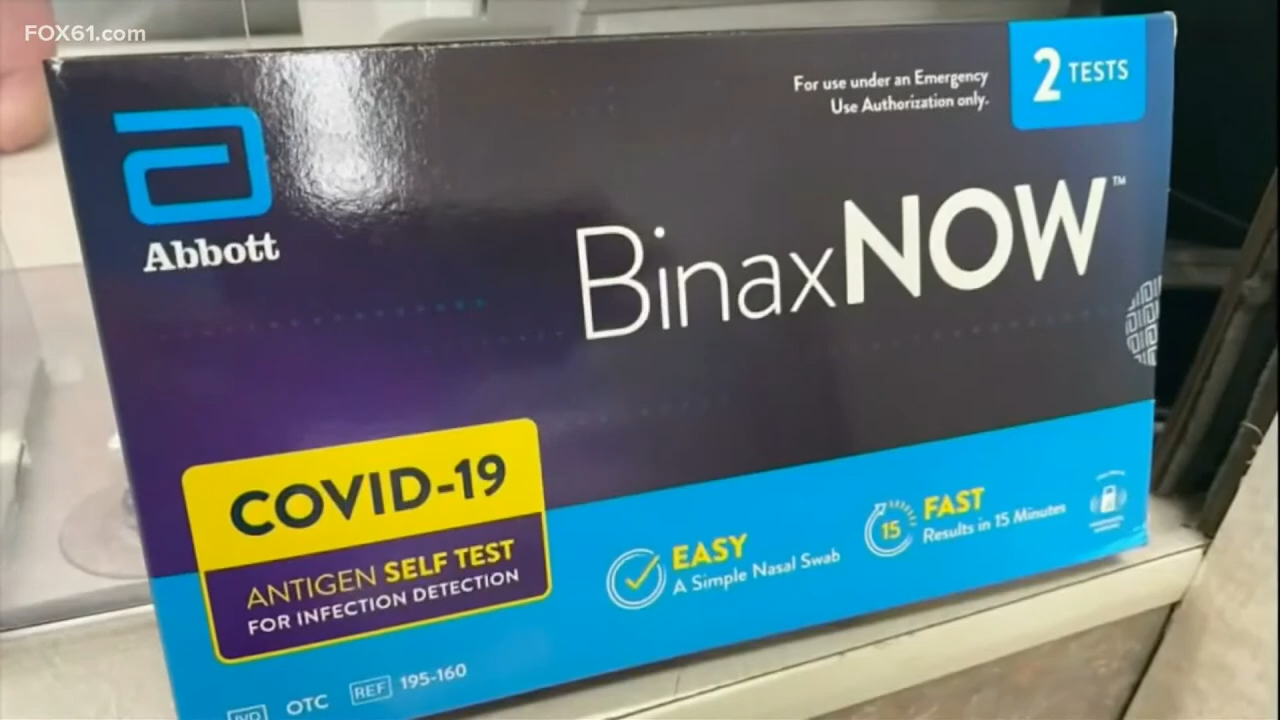 FOX61.com
For use under an Emergency
Use Authorization only.
2 TESTS
Abbott
BinaxNOW™
COVID-19
ANTIGEN SELF TEST
FOR INFECTION DETECTION
EASY
A Simple Nasal Swab
15
FAST
Results in 15 Minutes
IVD OTC REF 195-160